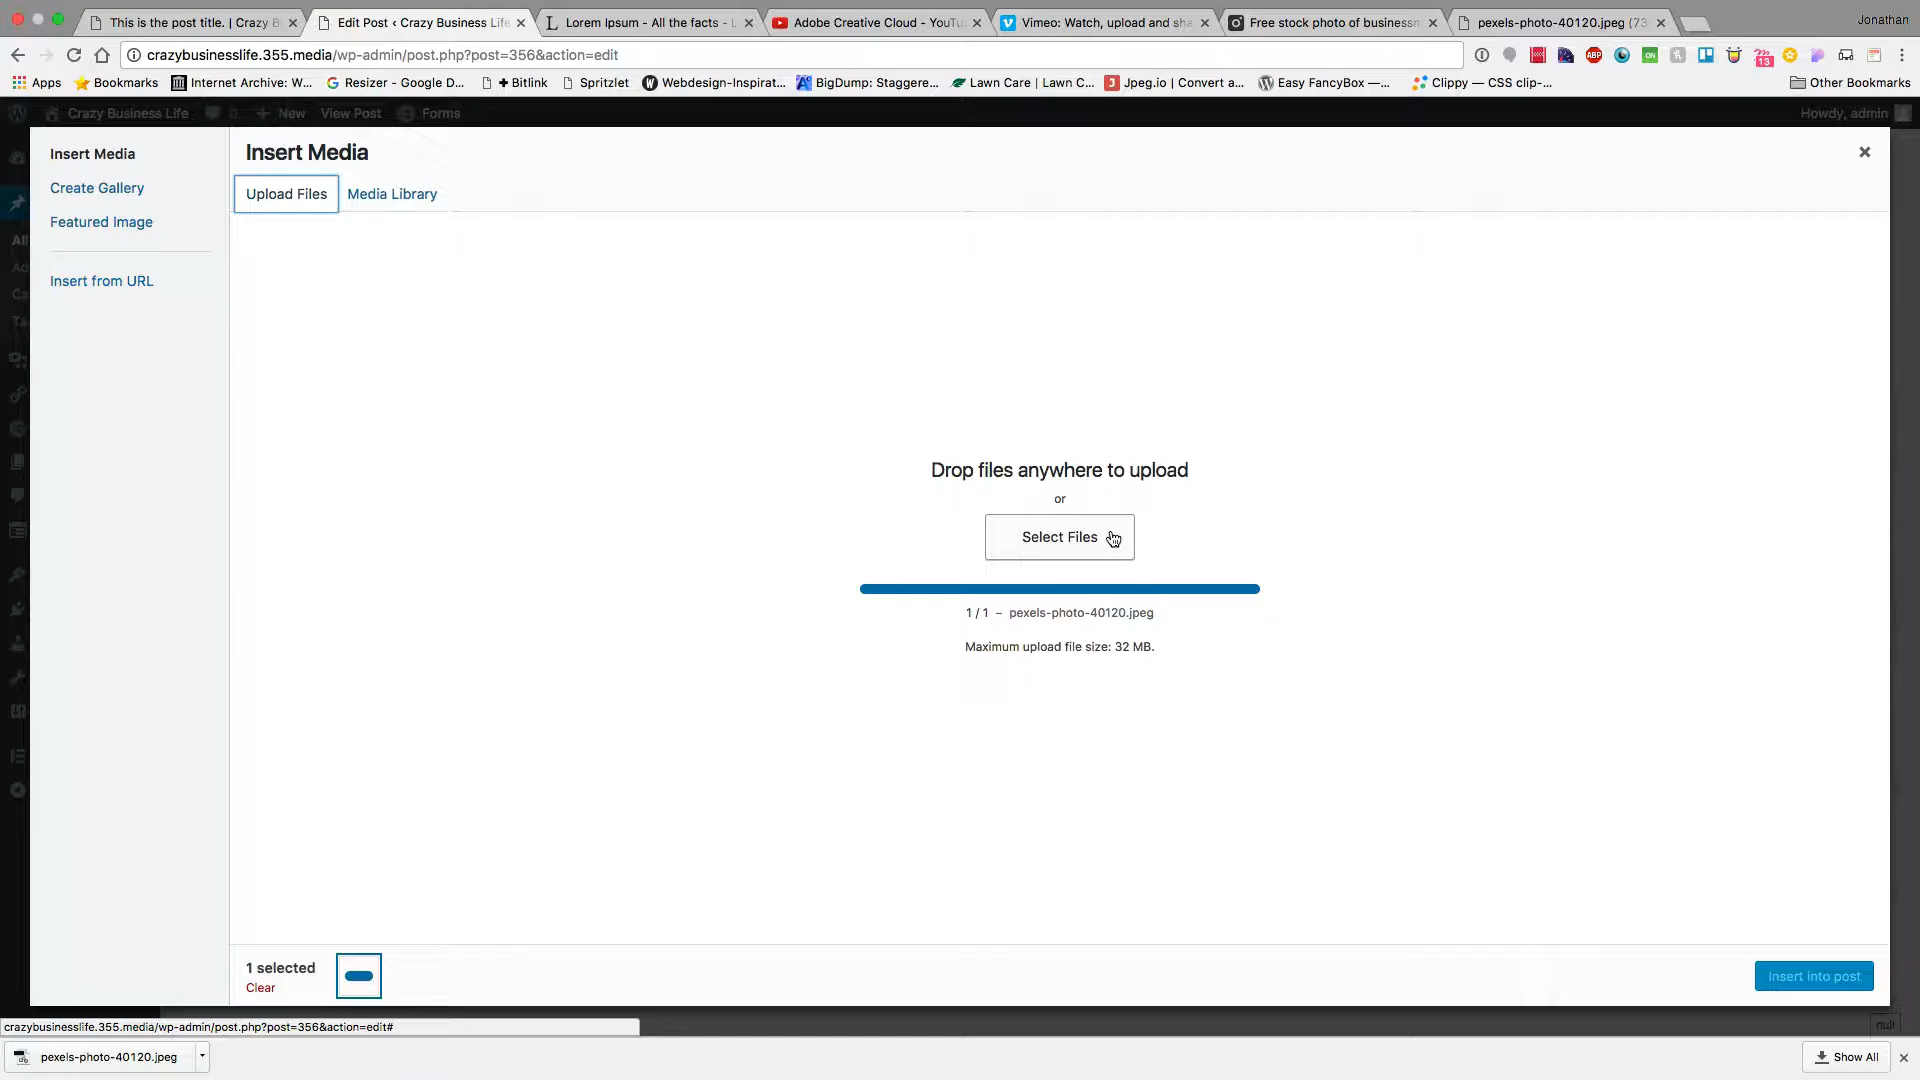 This is the post title. | Crazy B
Edit Post ‹ Crazy Business Life
Lorem Ipsum - All the facts - L
Adobe Creative Cloud - YouTu
Vimeo: Watch, upload and sha
Free stock photo of businessm
pexels-photo-40120.jpeg (73
Jonathan
crazybusinesslife.355.media/wp-admin/post.php?post=356&action=edit
ABP
ON
13
Apps
Bookmarks
Internet Archive: W...
Resizer - Google D...
+ Bitlink
Spritzlet
Webdesign-Inspirat...
BigDump: Staggere...
Lawn Care | Lawn C...
Jpeg.io | Convert a...
Easy FancyBox —...
Clippy — CSS clip-...
Other Bookmarks
Crazy Business Life
New
View Post
Forms
Howdy, admin
Insert Media
Create Gallery
Featured Image
Insert from URL
Insert Media
Upload Files
Media Library
Drop files anywhere to upload
or
Select Files
1 / 1 – pexels-photo-40120.jpeg
Maximum upload file size: 32 MB.
1 selected
Clear
Insert into post
crazybusinesslife.355.media/wp-admin/post.php?post=356&action=edit#
null
pexels-photo-40120.jpeg
Show All